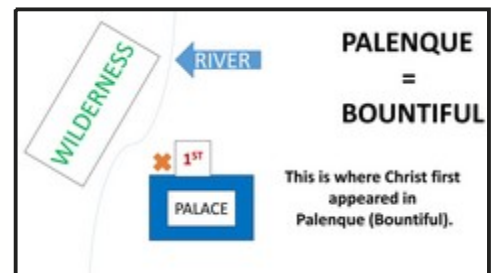 WILDERNESS
RIVER
PALENQUE
=
BOUNTIFUL
1ST
PALACE
This is where Christ first
appeared in
Palenque (Bountiful).